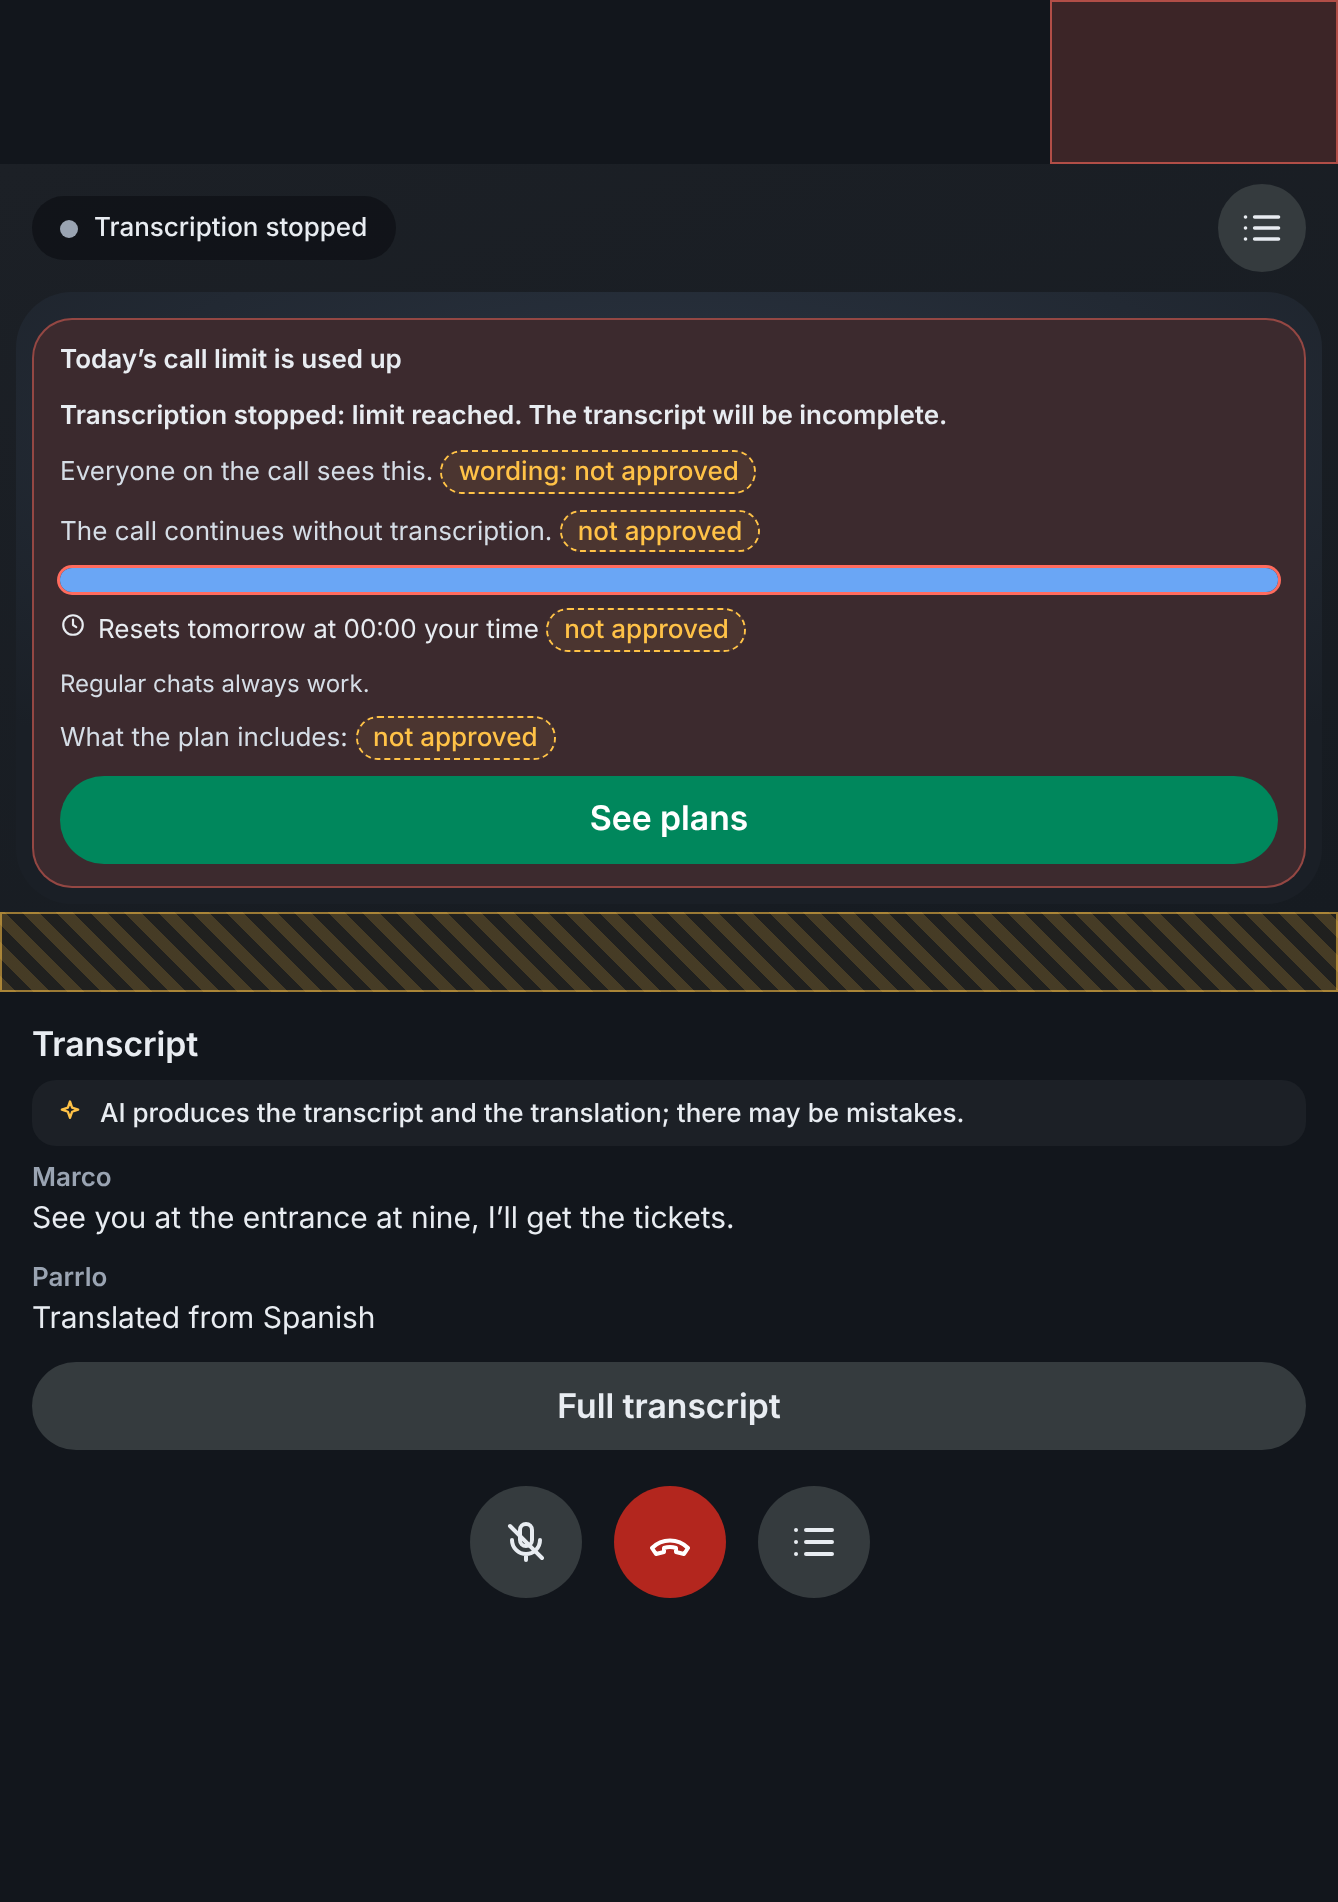 Transcription stopped
Today’s call limit is used up
Transcription stopped: limit reached. The transcript will be incomplete.
Everyone on the call sees this. wording: not approved
The call continues without transcription. not approved
Resets tomorrow at 00:00 your time not approved
Regular chats always work.
What the plan includes: not approved
See plans
Transcript
AI produces the transcript and the translation; there may be mistakes.
Marco
See you at the entrance at nine, I’ll get the tickets.
Parrlo
Translated from Spanish
Full transcript